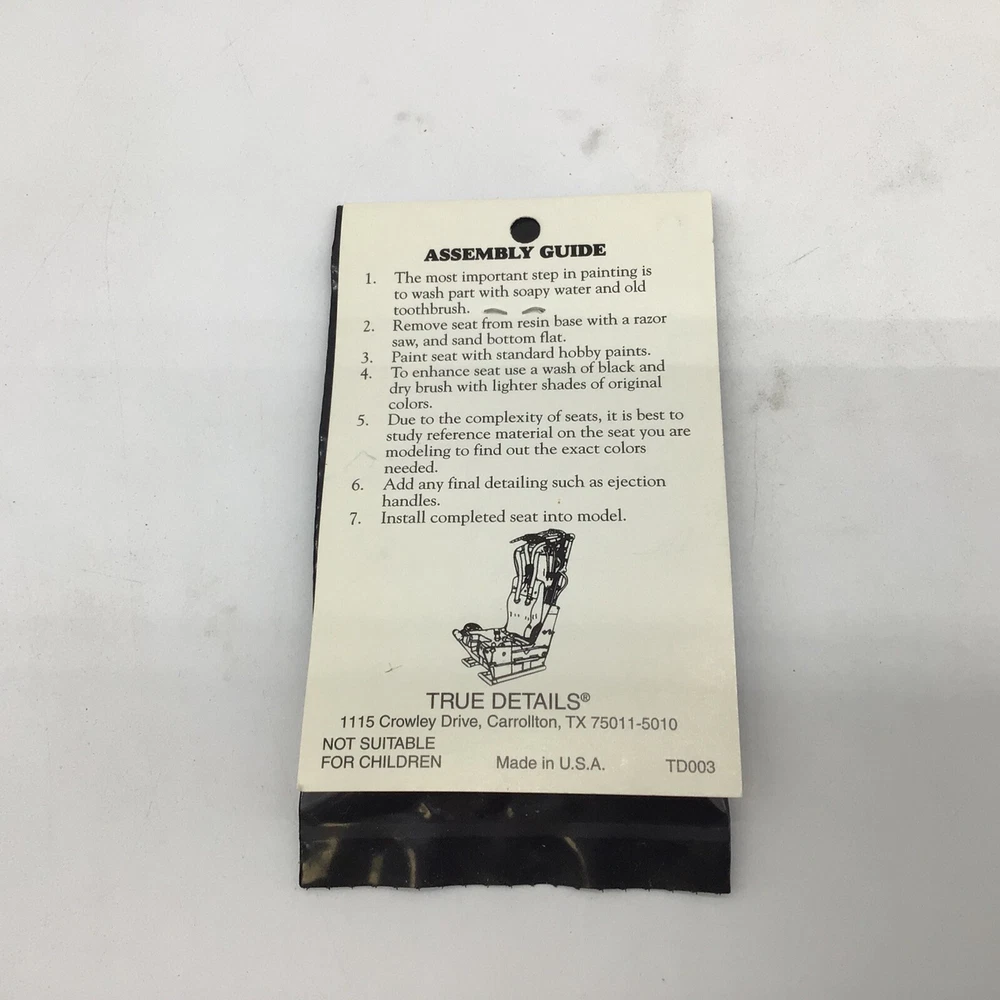 ASSEMBLY GUIDE
1. The most important step in painting is
to wash part with soapy water and old
toothbrush.
2. Remove seat from resin base with a razor
saw, and sand bottom flat.
3. Paint seat with standard hobby paints.
4. To enhance seat use a wash of black and
dry brush with lighter shades of original
colors.
5. Due to the complexity of seats, it is best to
study reference material on the seat you are
modeling to find out the exact colors
needed.
6. Add any final detailing such as ejection
handles.
7. Install completed seat into model.
TRUE DETAILS®
1115 Crowley Drive, Carrollton, TX 75011-5010
NOT SUITABLE
FOR CHILDREN Made in U.S.A. TD003